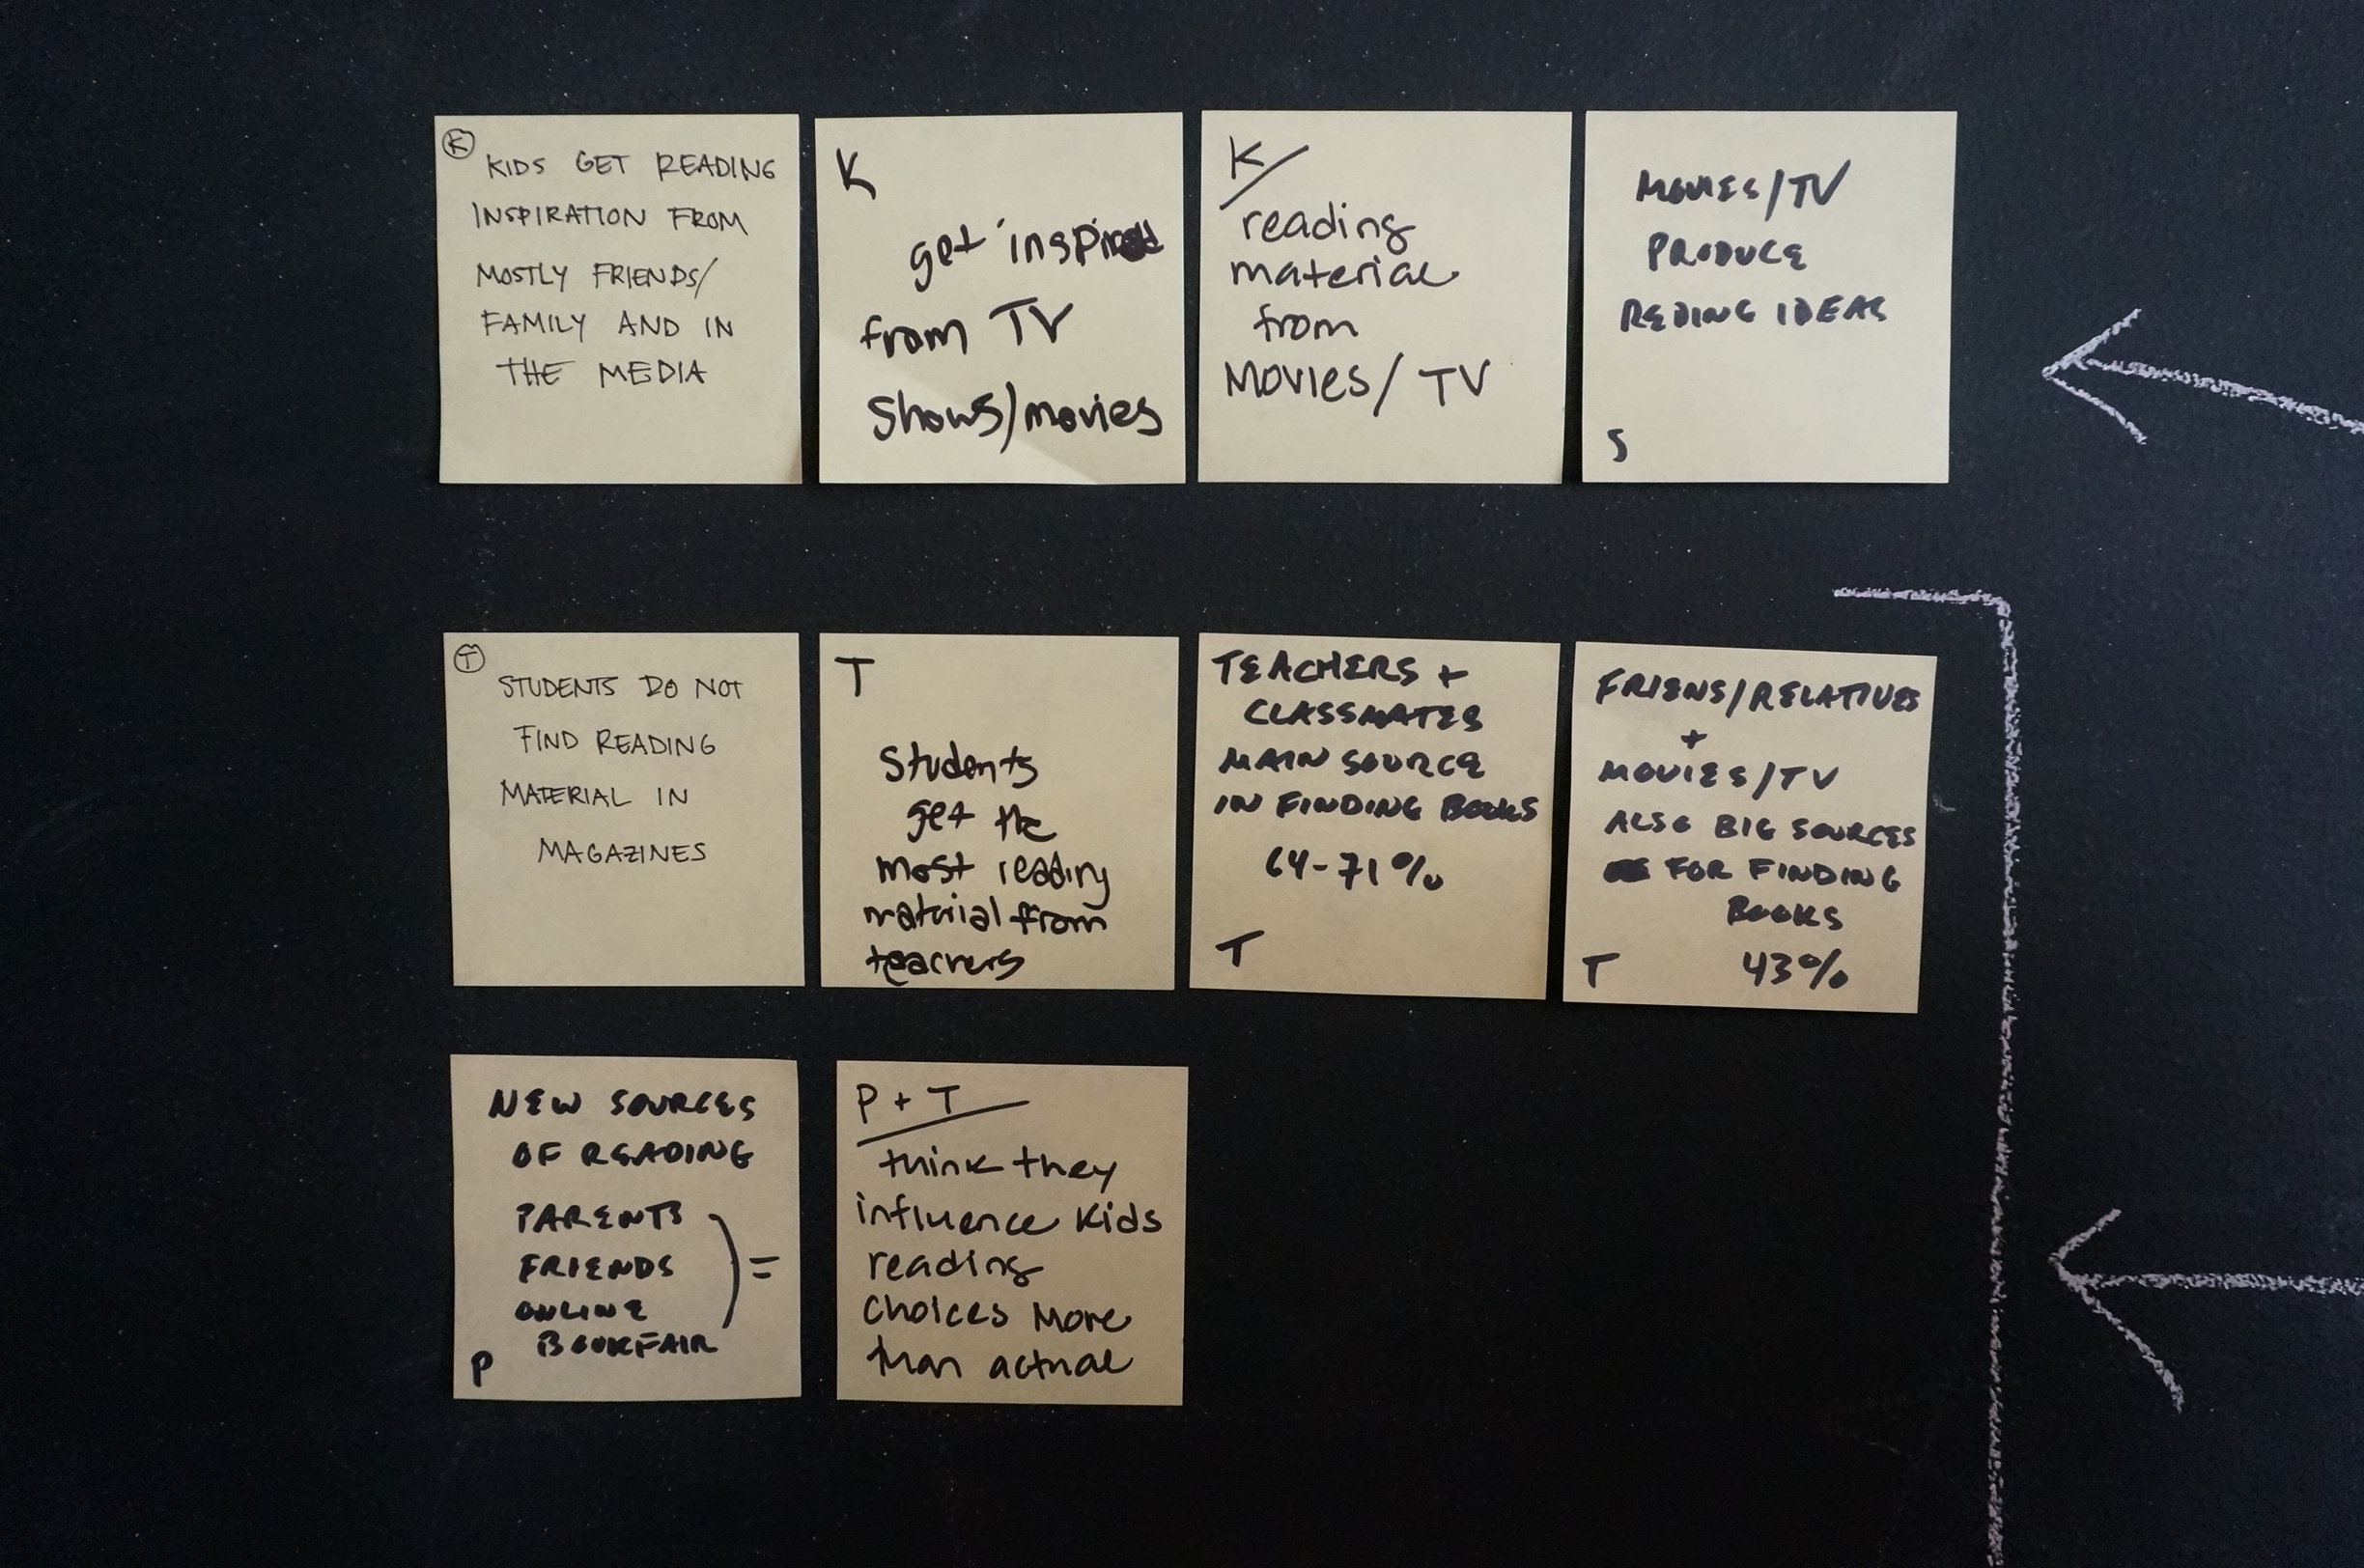 K
KIDS GET READING
INSPIRATION FROM
MOSTLY FRIENDS/
FAMILY AND IN
THE MEDIA
K
get inspired
from TV
shows/movies
K/
reading
material
from
MOVIES/TV
MOVIES/TV
PRODUCE
REDING IDEAS
S
T
STUDENTS DO NOT
FIND READING
MATERIAL IN
MAGAZINES
T
Students
get the
most reading
material from
teachers
TEACHERS +
CLASSMATES
MAIN SOURCE
IN FINDING BOOKS
64-71%
T
FRIENS/RELATIVES
+
MOVIES/TV
ALSO BIG SOURCES
FOR FINDING
BOOKS
T 43%
NEW SOURCES
OF READING
PARENTS
FRIENDS ) =
ONLINE
BOOKFAIR
P
P + T
think they
influence kids
reading
choices more
than actual